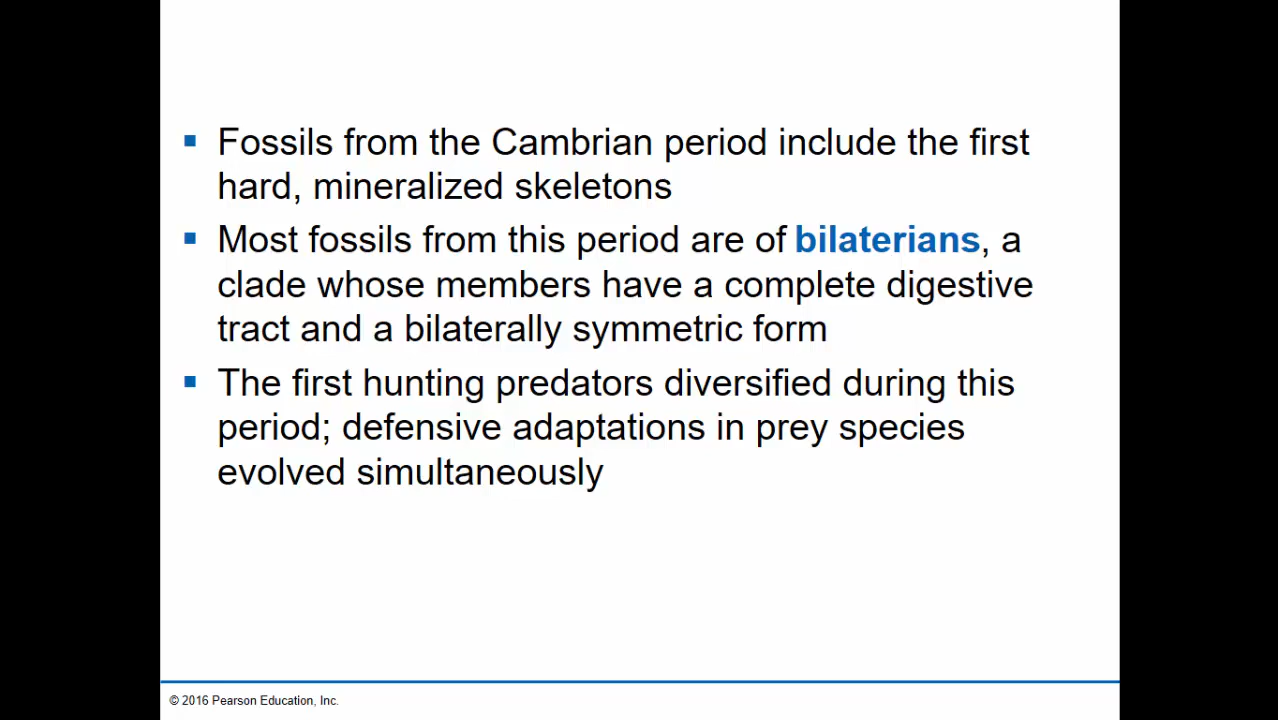 ▪ Fossils from the Cambrian period include the first
hard, mineralized skeletons
▪ Most fossils from this period are of bilaterians, a
clade whose members have a complete digestive
tract and a bilaterally symmetric form
▪ The first hunting predators diversified during this
period; defensive adaptations in prey species
evolved simultaneously
© 2016 Pearson Education, Inc.